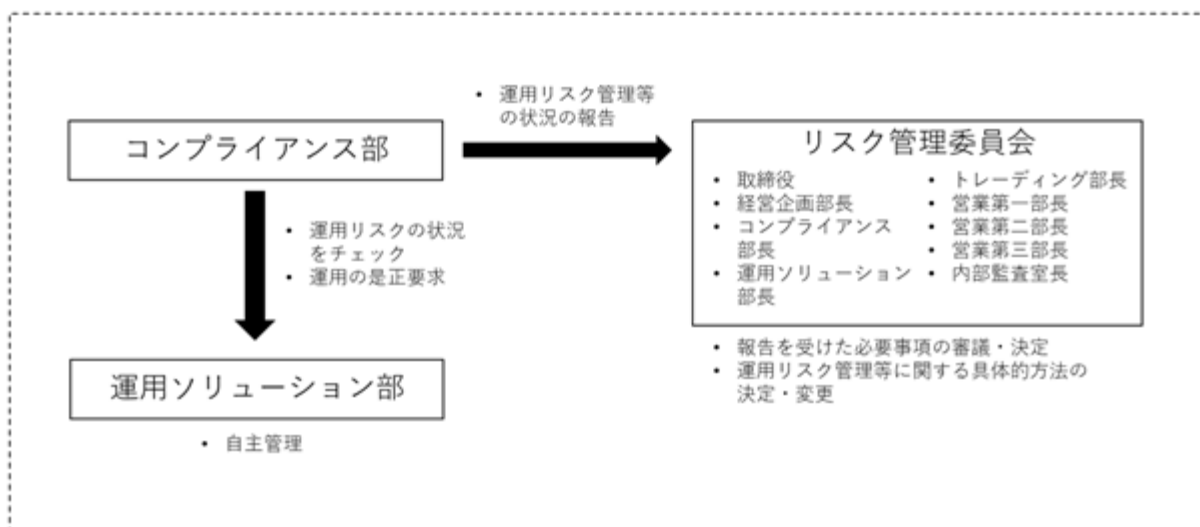 • 運用リスク管理等
の状況の報告
コンプライアンス部
• 運用リスクの状況
をチェック
• 運用の是正要求
運用ソリューション部
• 自主管理
リスク管理委員会
• 取締役
• 経営企画部長
• コンプライアンス
部長
• 運用ソリューション
部長
• トレーディング部長
• 営業第一部長
• 営業第二部長
• 営業第三部長
• 内部監査室長
• 報告を受けた必要事項の審議・決定
• 運用リスク管理等に関する具体的方法の
決定・変更